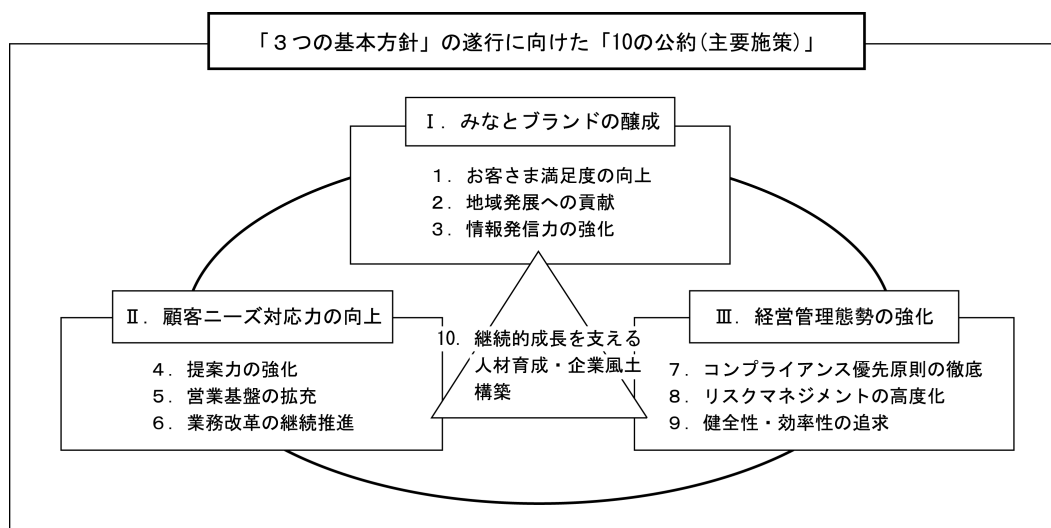 「３つの基本方針」の遂行に向けた「10の公約(主要施策)」
Ⅰ．みなとブランドの醸成
１．お客さま満足度の向上
２．地域発展への貢献
３．情報発信力の強化
Ⅱ．顧客ニーズ対応力の向上
４．提案力の強化
５．営業基盤の拡充
６．業務改革の継続推進
10．継続的成長を支える
人材育成・企業風土
構築
Ⅲ．経営管理態勢の強化
７．コンプライアンス優先原則の徹底
８．リスクマネジメントの高度化
９．健全性・効率性の追求